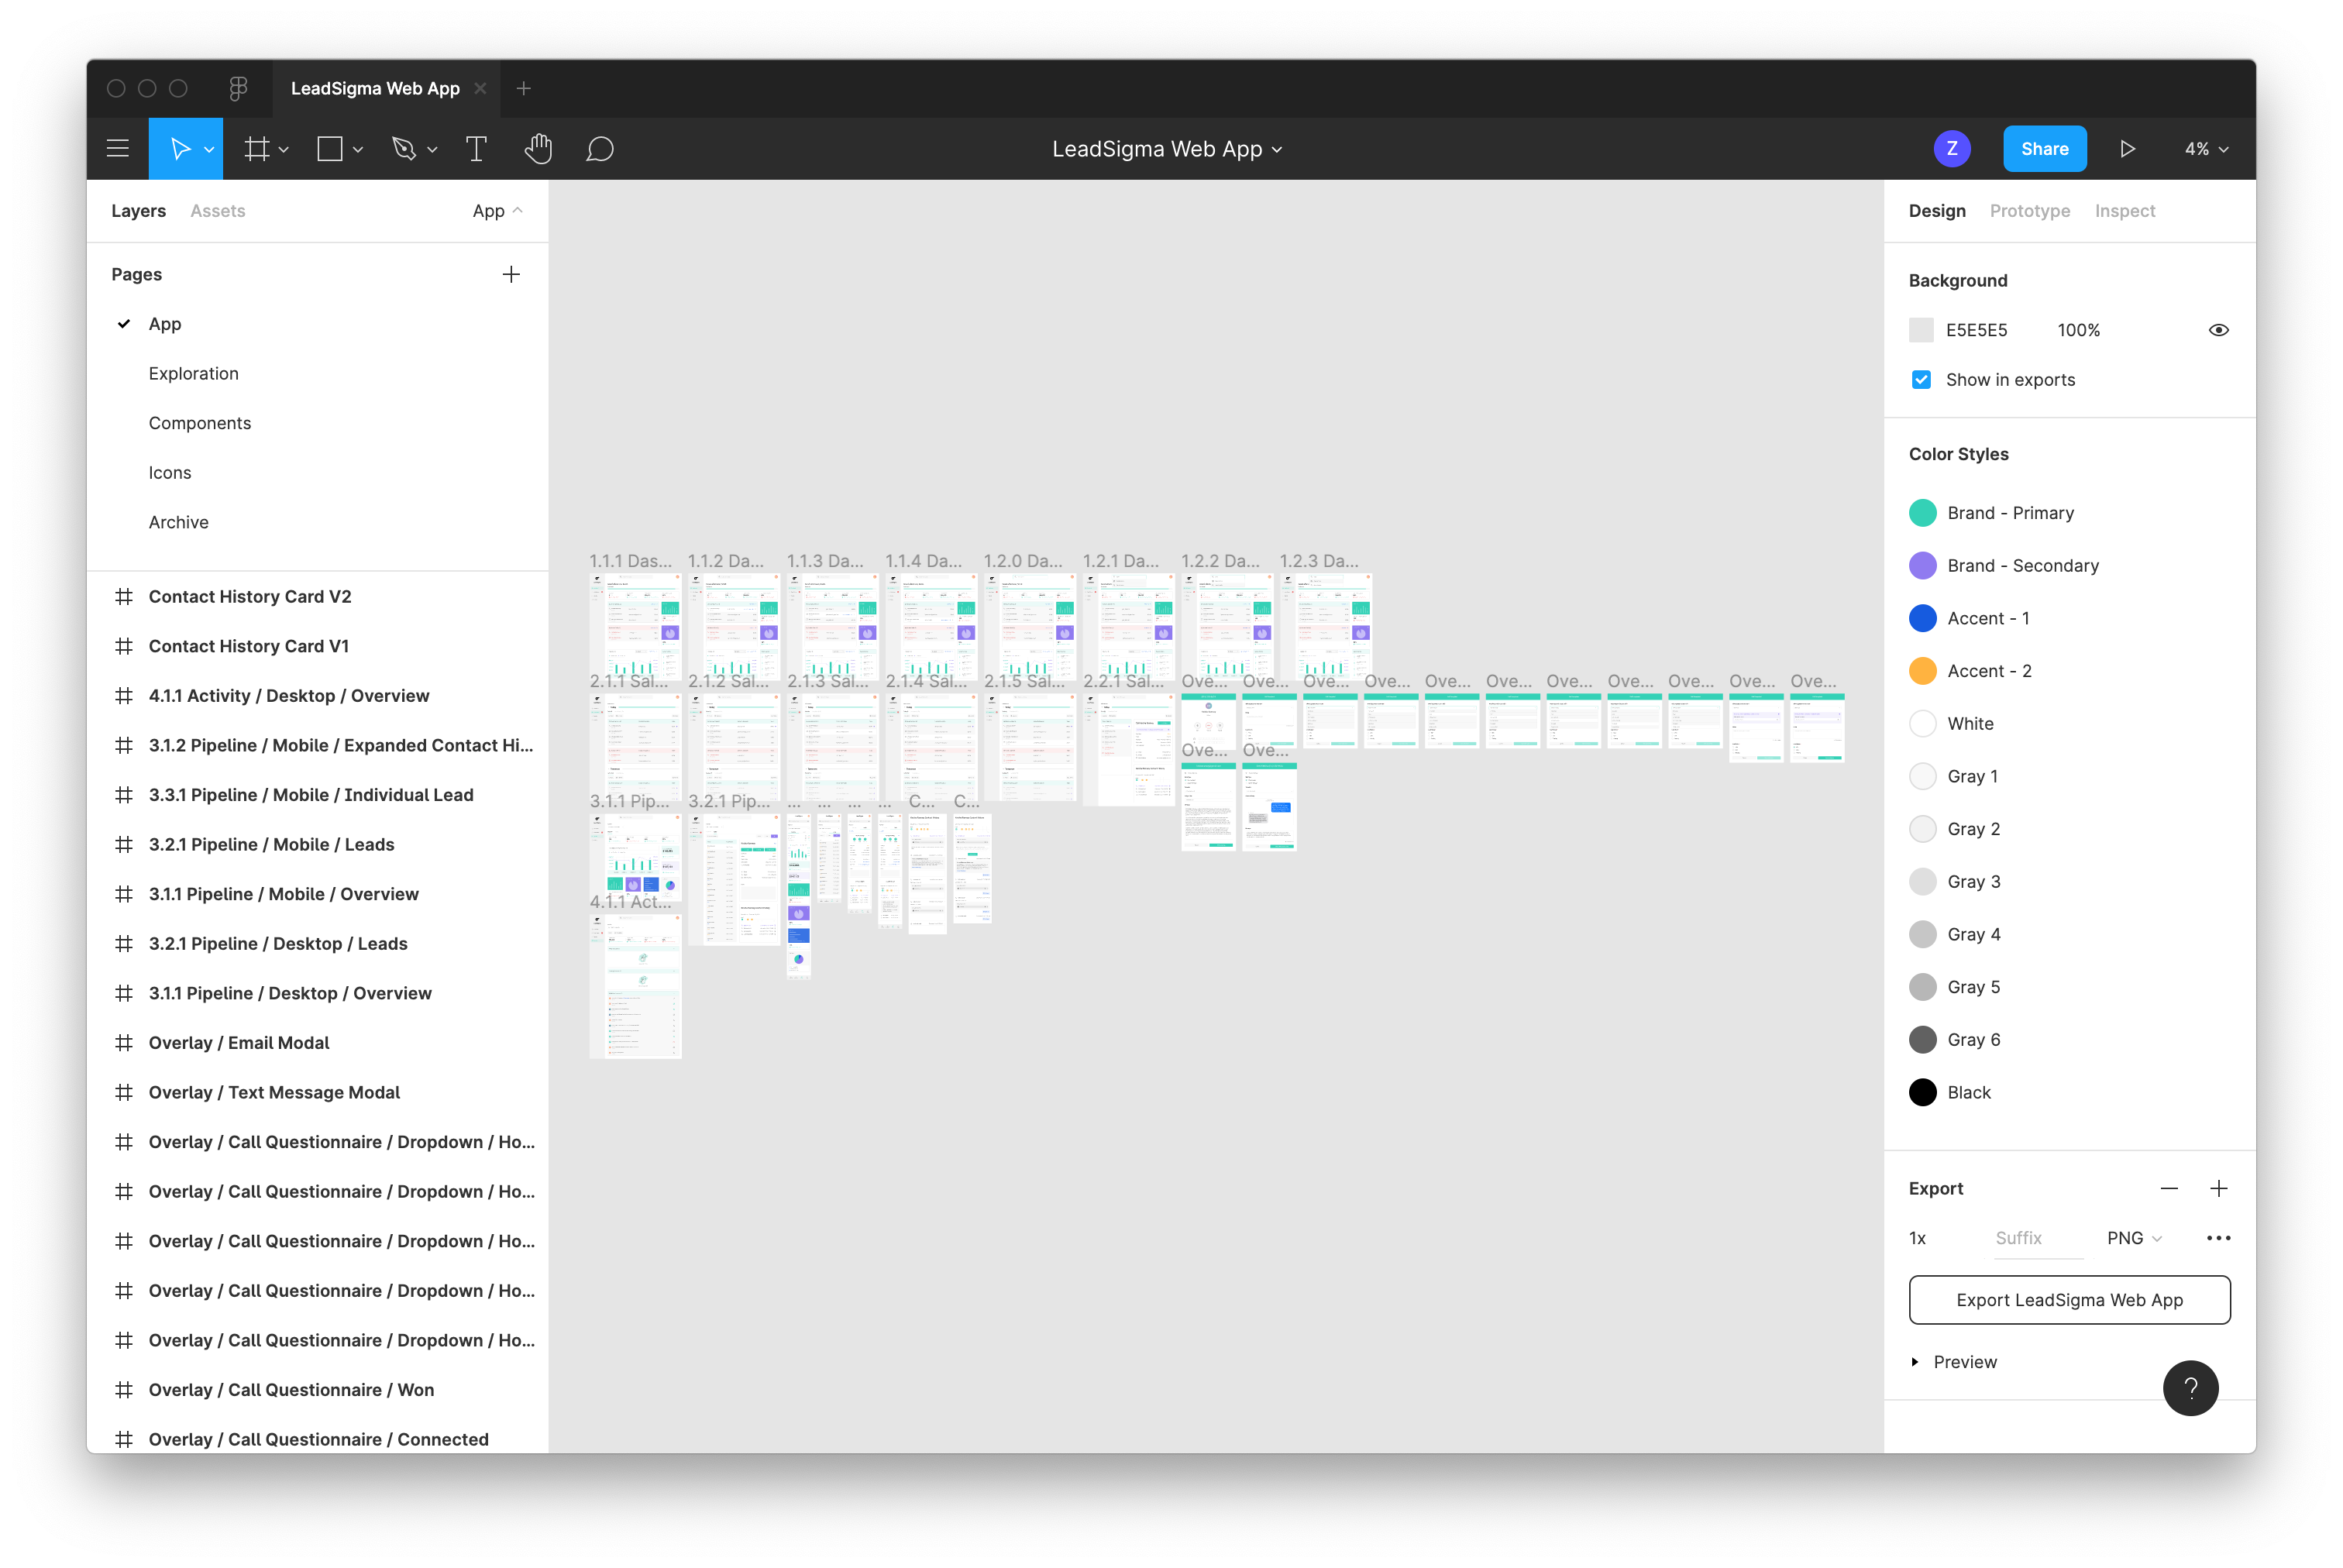 LeadSigma Web App
LeadSigma Web App
Z
Share
4%
Layers
Assets
App
Pages
App
Exploration
Components
Icons
Archive
Contact History Card V2
Contact History Card V1
4.1.1 Activity / Desktop / Overview
3.1.2 Pipeline / Mobile / Expanded Contact Hi...
3.3.1 Pipeline / Mobile / Individual Lead
3.2.1 Pipeline / Mobile / Leads
3.1.1 Pipeline / Mobile / Overview
3.2.1 Pipeline / Desktop / Leads
3.1.1 Pipeline / Desktop / Overview
Overlay / Email Modal
Overlay / Text Message Modal
Overlay / Call Questionnaire / Dropdown / Ho...
Overlay / Call Questionnaire / Dropdown / Ho...
Overlay / Call Questionnaire / Dropdown / Ho...
Overlay / Call Questionnaire / Dropdown / Ho...
Overlay / Call Questionnaire / Dropdown / Ho...
Overlay / Call Questionnaire / Won
Overlay / Call Questionnaire / Connected
1.1.1 Das... 1.1.2 Da... 1.1.3 Da... 1.1.4 Da... 1.2.0 Da... 1.2.1 Da... 1.2.2 Da... 1.2.3 Da...
2.1.1 Sal... 2.1.2 Sal... 2.1.3 Sal... 2.1.4 Sal... 2.1.5 Sal... 2.2.1 Sal... Ove... Ove... Ove... Ove... Ove... Ove... Ove... Ove... Ove... Ove... Ove...
Ove... Ove...
3.1.1 Pip... 3.2.1 Pip... ... ... ... ... C... C...
4.1.1 Act...
Design
Prototype
Inspect
Background
E5E5E5
100%
Show in exports
Color Styles
Brand - Primary
Brand - Secondary
Accent - 1
Accent - 2
White
Gray 1
Gray 2
Gray 3
Gray 4
Gray 5
Gray 6
Black
Export
1x
Suffix
PNG
Export LeadSigma Web App
Preview
?